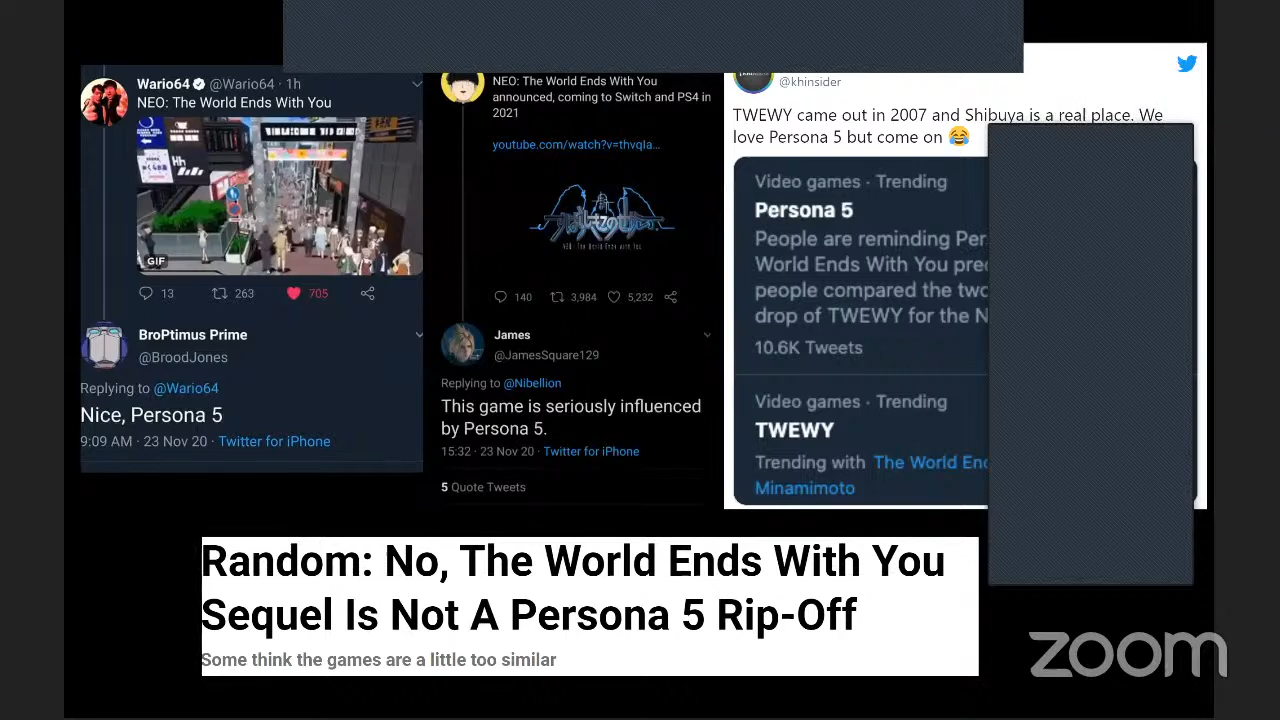 Wario64 @Wario64 · 1h
NEO: The World Ends With You
GIF
13 263 705
BroPtimus Prime
@BroodJones
Replying to @Wario64
Nice, Persona 5
9:09 AM · 23 Nov 20 · Twitter for iPhone
NEO: The World Ends With You
announced, coming to Switch and PS4 in
2021
youtube.com/watch?v=thvqIa...
NEO: The World Ends with You
140 3,984 5,232
James
@JamesSquare129
Replying to @Nibellion
This game is seriously influenced
by Persona 5.
15:32 · 23 Nov 20 · Twitter for iPhone
5 Quote Tweets
@khinsider
TWEWY came out in 2007 and Shibuya is a real place. We
love Persona 5 but come on 😂
Video games · Trending
Persona 5
People are reminding Per
World Ends With You pre
people compared the two
drop of TWEWY for the N
10.6K Tweets
Video games · Trending
TWEWY
Trending with The World End
Minamimoto
Random: No, The World Ends With You
Sequel Is Not A Persona 5 Rip-Off
Some think the games are a little too similar
zoom